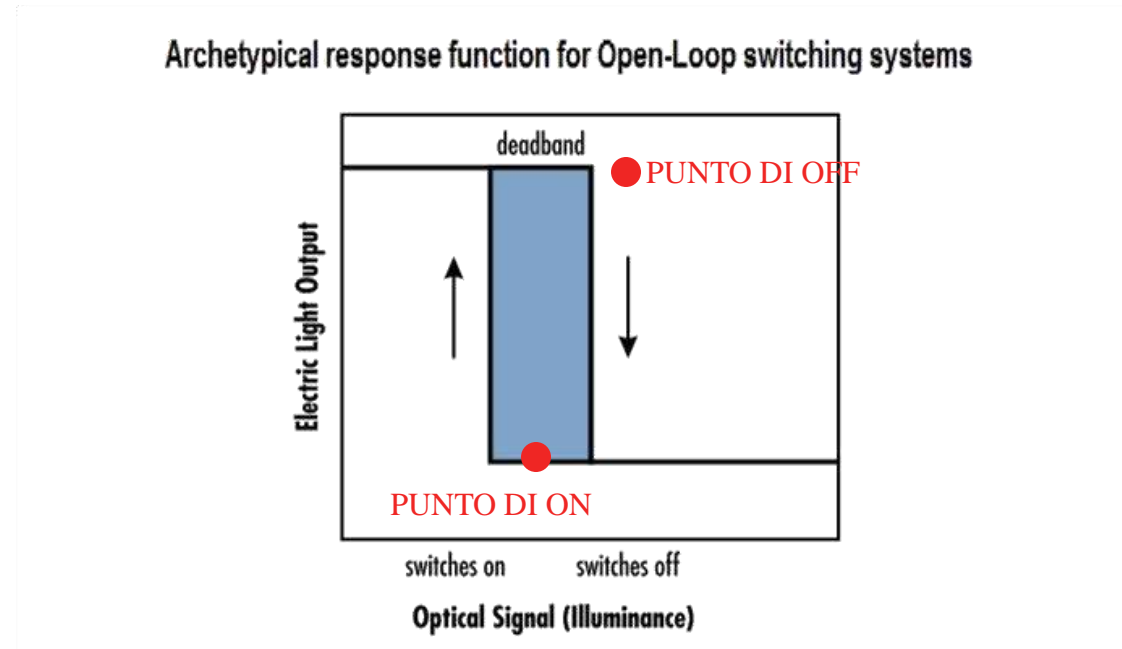 Archetypical response function for Open-Loop switching systems
deadband
PUNTO DI OFF
Electric Light Output
PUNTO DI ON
switches on
switches off
Optical Signal (Illuminance)